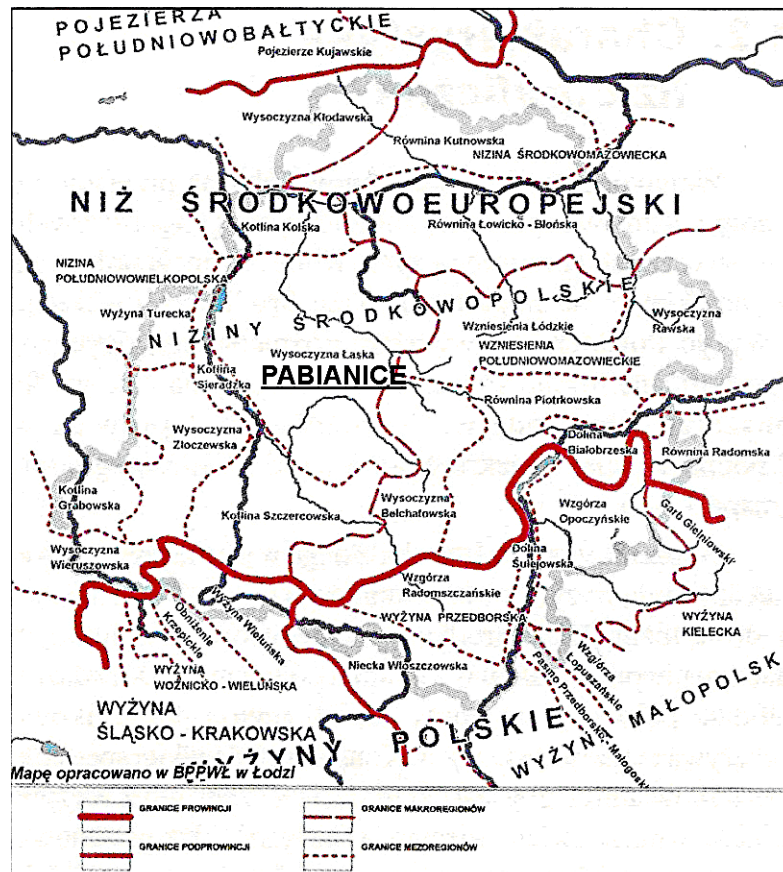 POJEZIERZA
POŁUDNIOWOBAŁTYCKIE
Pojezierze Kujawskie
Wysoczyzna Kłodawska
Równina Kutnowska
NIZINA ŚRODKOWOMAZOWIECKA
NIŻ ŚRODKOWOEUROPEJSKI
Kotlina Kolska
Równina Łowicko - Błońska
NIZINA
POŁUDNIOWOWIELKOPOLSKA
Wyżyna Turecka
NIZINY ŚRODKOWOPOLSKIE
Wysoczyzna
Rawska
Wzniesienia Łódzkie
WZNIESIENIA
POŁUDNIOWOMAZOWIECKIE
Wysoczyzna Łaska
Kotlina
Sieradzka
PABIANICE
Równina Piotrkowska
Wysoczyzna
Złoczewska
Dolina
Białobrzeska
Równina Radomska
Kotlina
Grabowska
Wysoczyzna
Bełchatowska
Kotlina Szczercowska
Wzgórza
Opoczyńskie
Garb Gielniowski
Wysoczyzna
Wieruszowska
Dolina
Sulejowska
Wzgórza
Radomszczańskie
Wyżyna Wieluńska
Obniżenie
Krzepickie
WYŻYNA PRZEDBORSKA
WYŻYNA
KIELECKA
Wzgórza
Łopuszańskie
Pasmo Przedborsko - Małogoski
Niecka Włoszczowska
WYŻYNA
WOŹNICKO - WIELUŃSKA
WYŻYNA
ŚLĄSKO - KRAKOWSKA
WYŻYNY POLSKIE
WYŻYN MAŁOPOLSK
Mapę opracowano w BPPWŁ w Łodzi
GRANICE PROWINCJI
GRANICE MAKROREGIONÓW
GRANICE PODPROWINCJI
GRANICE MEZOREGIONÓW